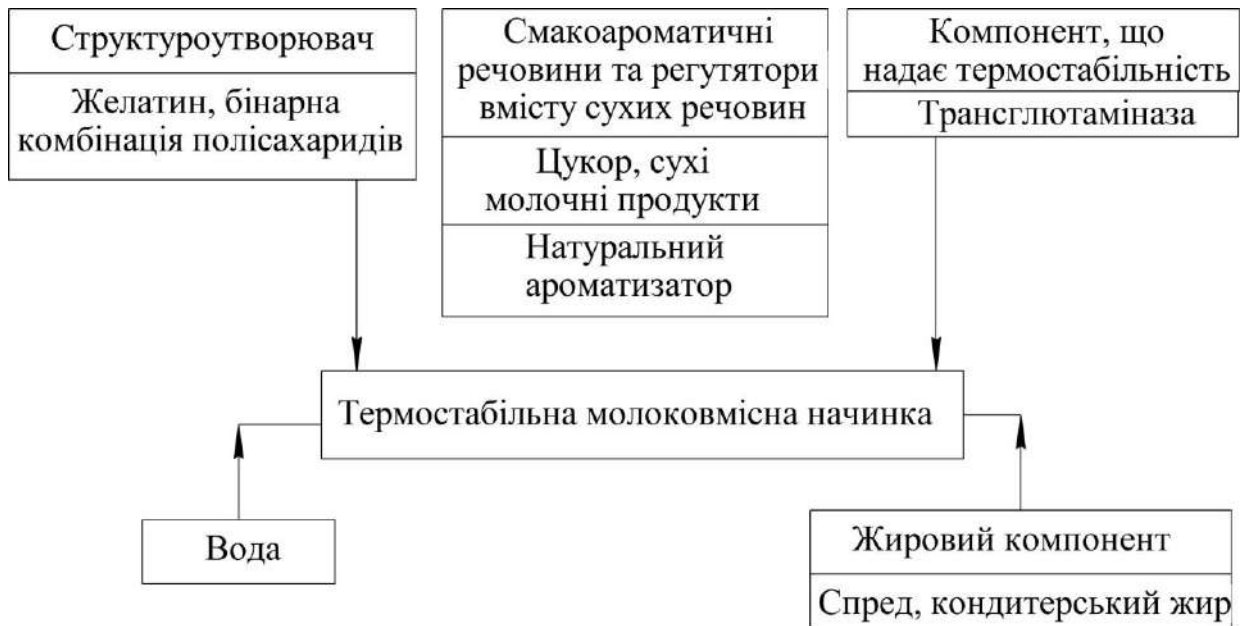 Структуроутворювач
Желатин, бінарна
комбінація полісахаридів
Смакоароматичні
речовини та регутятори
вмісту сухих речовин
Цукор, сухі
молочні продукти
Натуральний
ароматизатор
Компонент, що
надає термостабільність
Трансглютаміназа
Термостабільна молоковмісна начинка
Вода
Жировий компонент
Спред, кондитерський жир